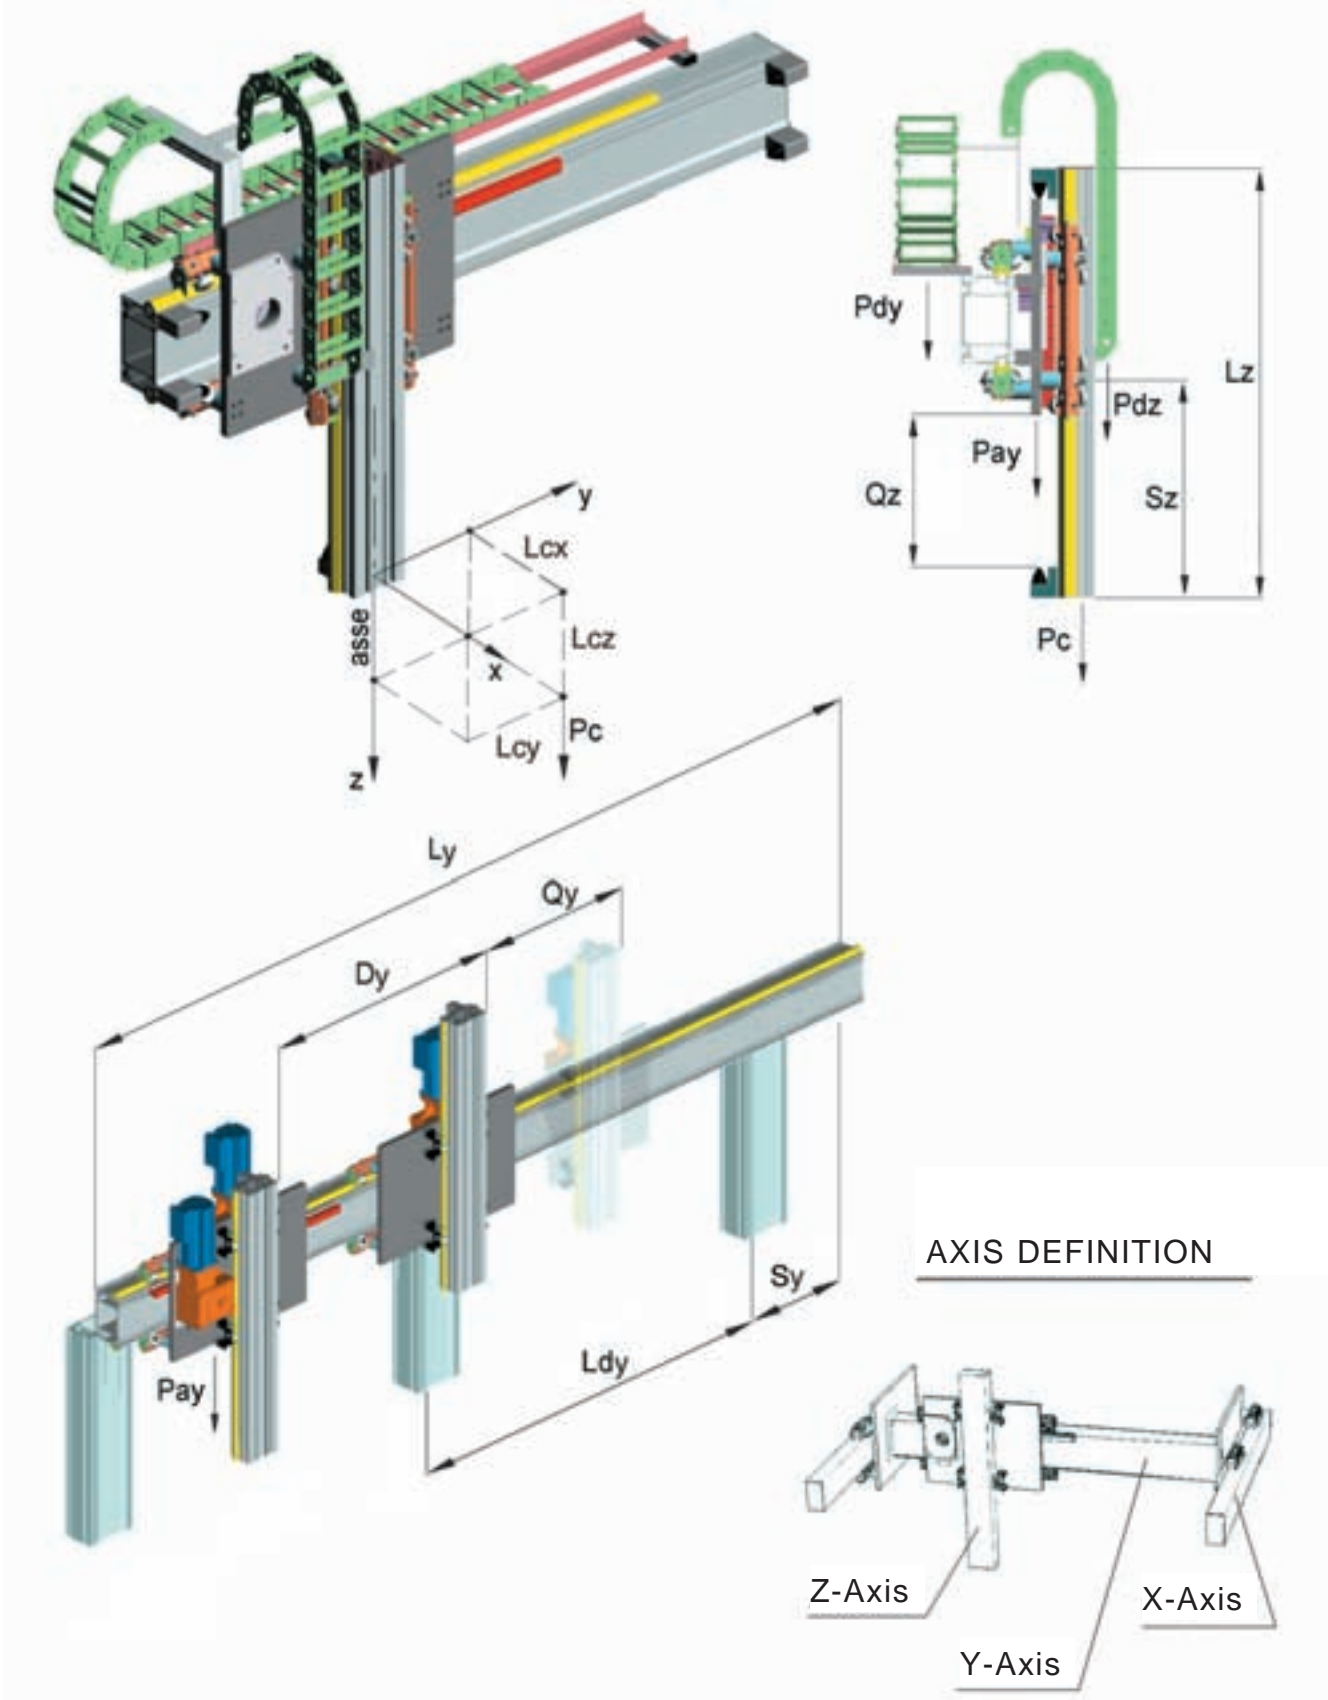 Pdy
Lz
Pdz
Pay
Qz
Sz
Pc
y
Lcx
asse
Lcz
x
Pc
Lcy
z
Ly
Qy
Dy
Sy
Ldy
Pay
AXIS DEFINITION
Z-Axis
X-Axis
Y-Axis